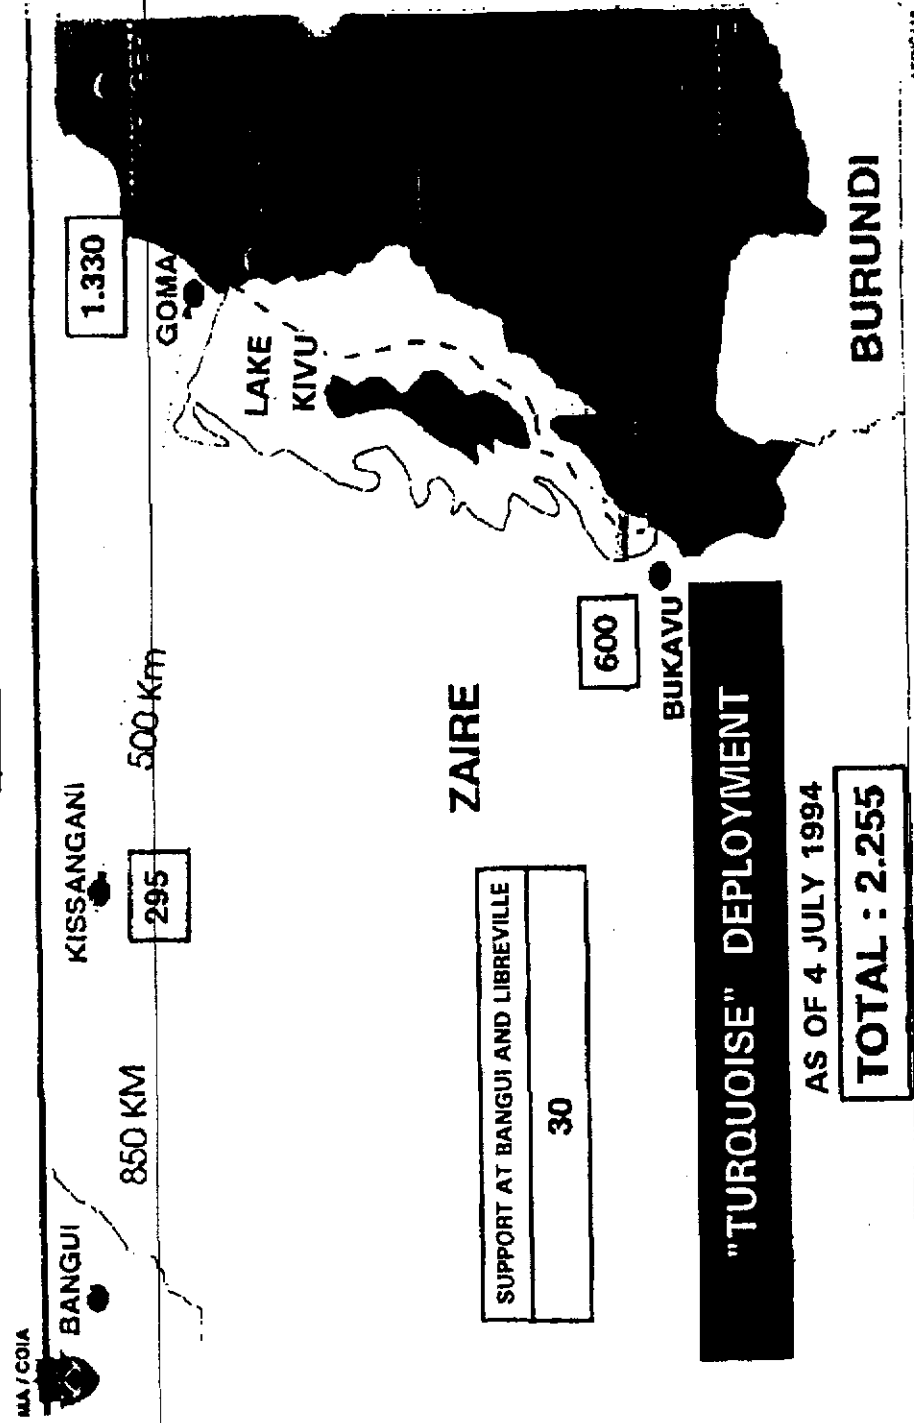 MA / COIA
BANGUI
850 KM
KISSANGANI
295
500 Km
1.330
GOMA
LAKE
KIVU
ZAIRE
600
BUKAVU
SUPPORT AT BANGUI AND LIBREVILLE
30
"TURQUOISE" DEPLOYMENT
AS OF 4 JULY 1994
TOTAL : 2.255
BURUNDI